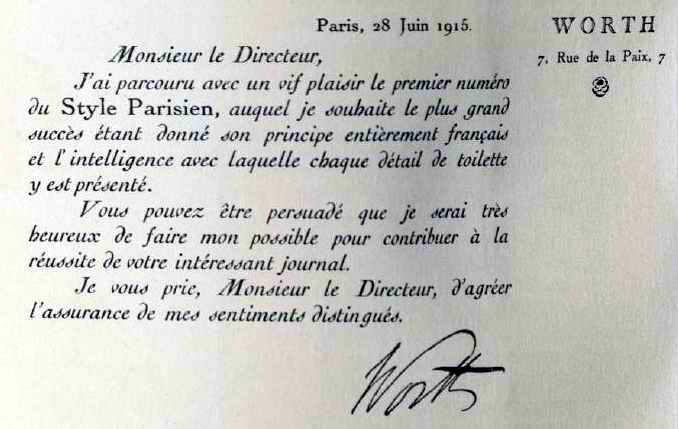 Paris, 28 Juin 1915.
WORTH
7, Rue de la Paix, 7
Monsieur le Directeur,
J'ai parcouru avec un vif plaisir le premier numéro
du Style Parisien, auquel je souhaite le plus grand
succès étant donné son principe entièrement français
et l'intelligence avec laquelle chaque détail de toilette
y est présenté.
Vous pouvez être persuadé que je serai très
heureux de faire mon possible pour contribuer à la
réussite de votre intéressant journal.
Je vous prie, Monsieur le Directeur, d'agréer
l'assurance de mes sentiments distingués.
Worth